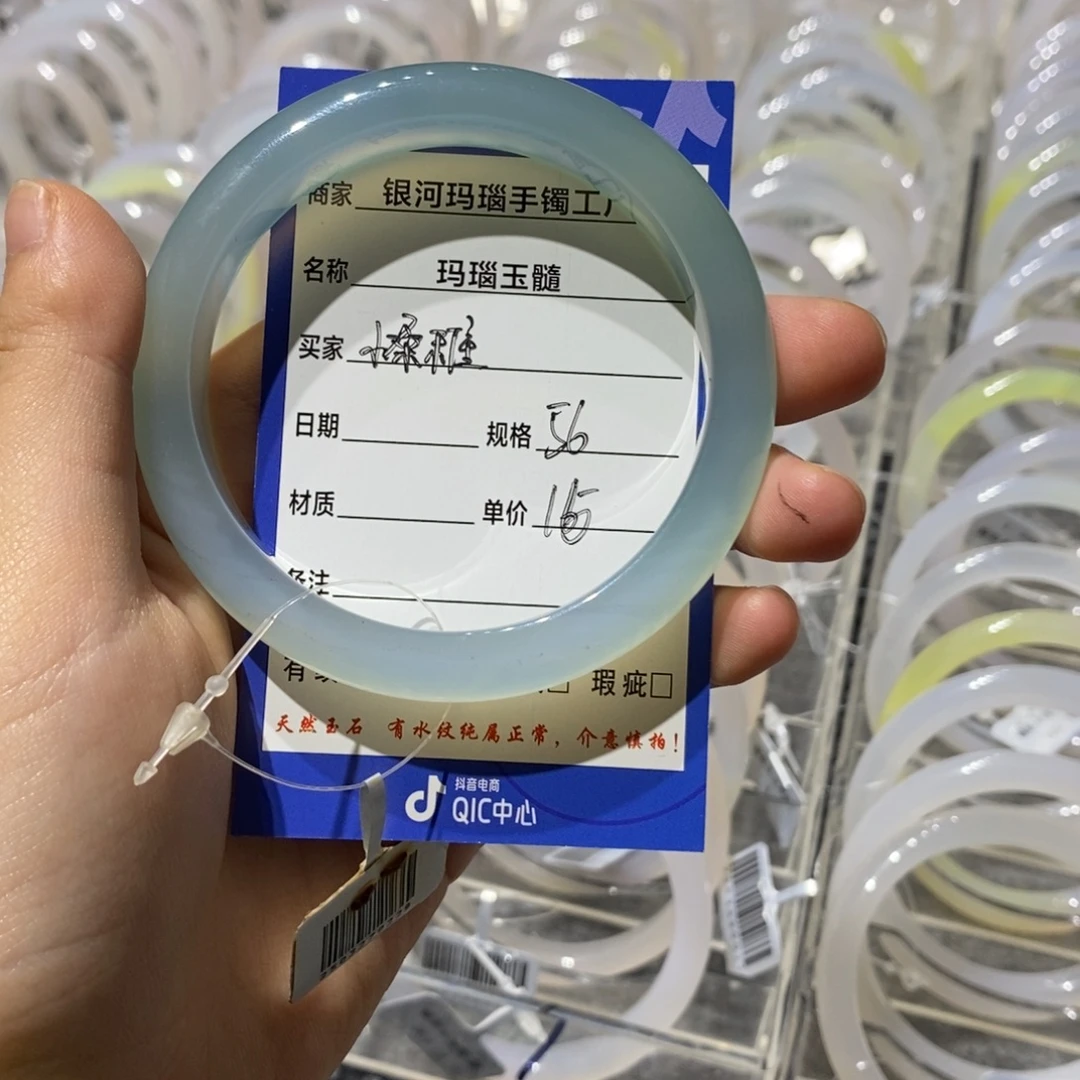 商家 银河玛瑙手镯工厂
名称 玛瑙玉髓
买家
日期 规格 56
材质 单价
备注
瑕疵□
天然玉石 有水纹纯属正常，介意慎拍！
抖音电商
QIC中心